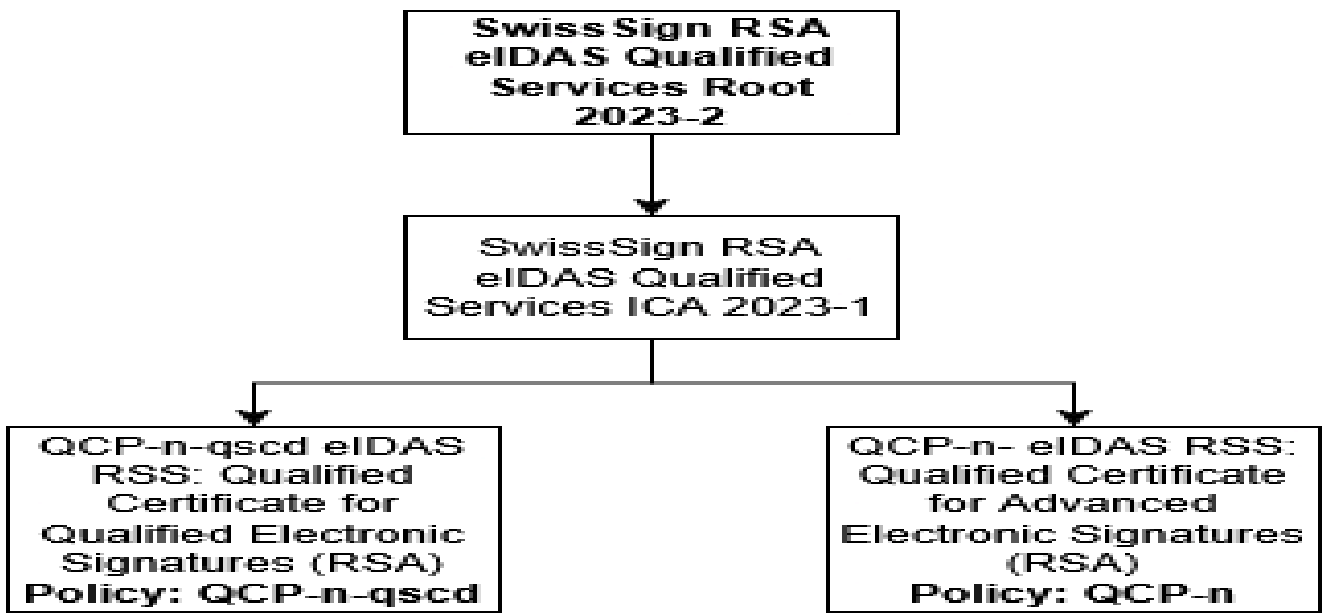 SwissSign RSA
eIDAS Qualified
Services Root
2023-2
SwissSign RSA
eIDAS Qualified
Services ICA 2023-1
QCP-n-qscd eIDAS
RSS: Qualified
Certificate for
Qualified Electronic
Signatures (RSA)
Policy: QCP-n-qscd
QCP-n- eIDAS RSS:
Qualified Certificate
for Advanced
Electronic Signatures
(RSA)
Policy: QCP-n